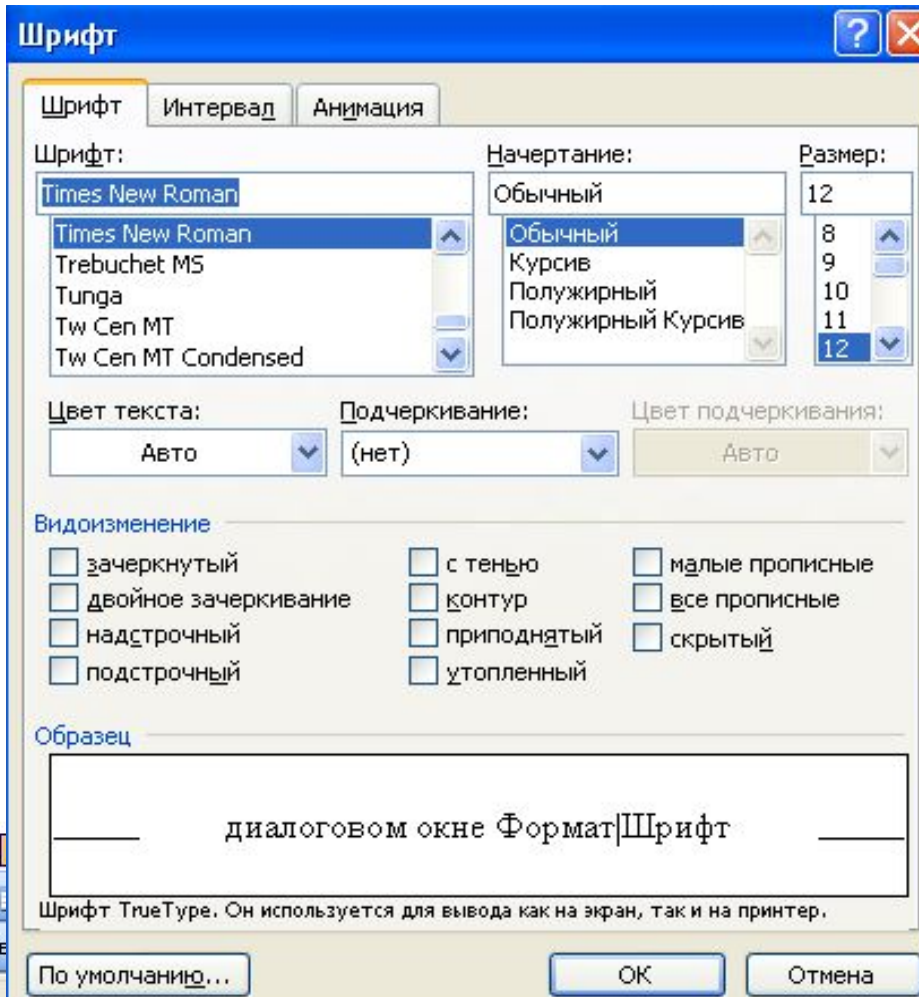 Шрифт
Шрифт Интервал Анимация
Шрифт: Начертание: Размер:
Times New Roman Обычный 12
Times New Roman Обычный 8
Trebuchet MS Курсив 9
Tunga Полужирный 10
Tw Cen MT Полужирный Курсив 11
Tw Cen MT Condensed 12
Цвет текста: Подчеркивание: Цвет подчеркивания:
Авто (нет) Авто
Видоизменение
зачеркнутый с тенью малые прописные
двойное зачеркивание контур все прописные
надстрочный приподнятый скрытый
подстрочный утопленный
Образец
диалоговом окне Формат|Шрифт
Шрифт TrueType. Он используется для вывода как на экран, так и на принтер.
По умолчанию... ОК Отмена